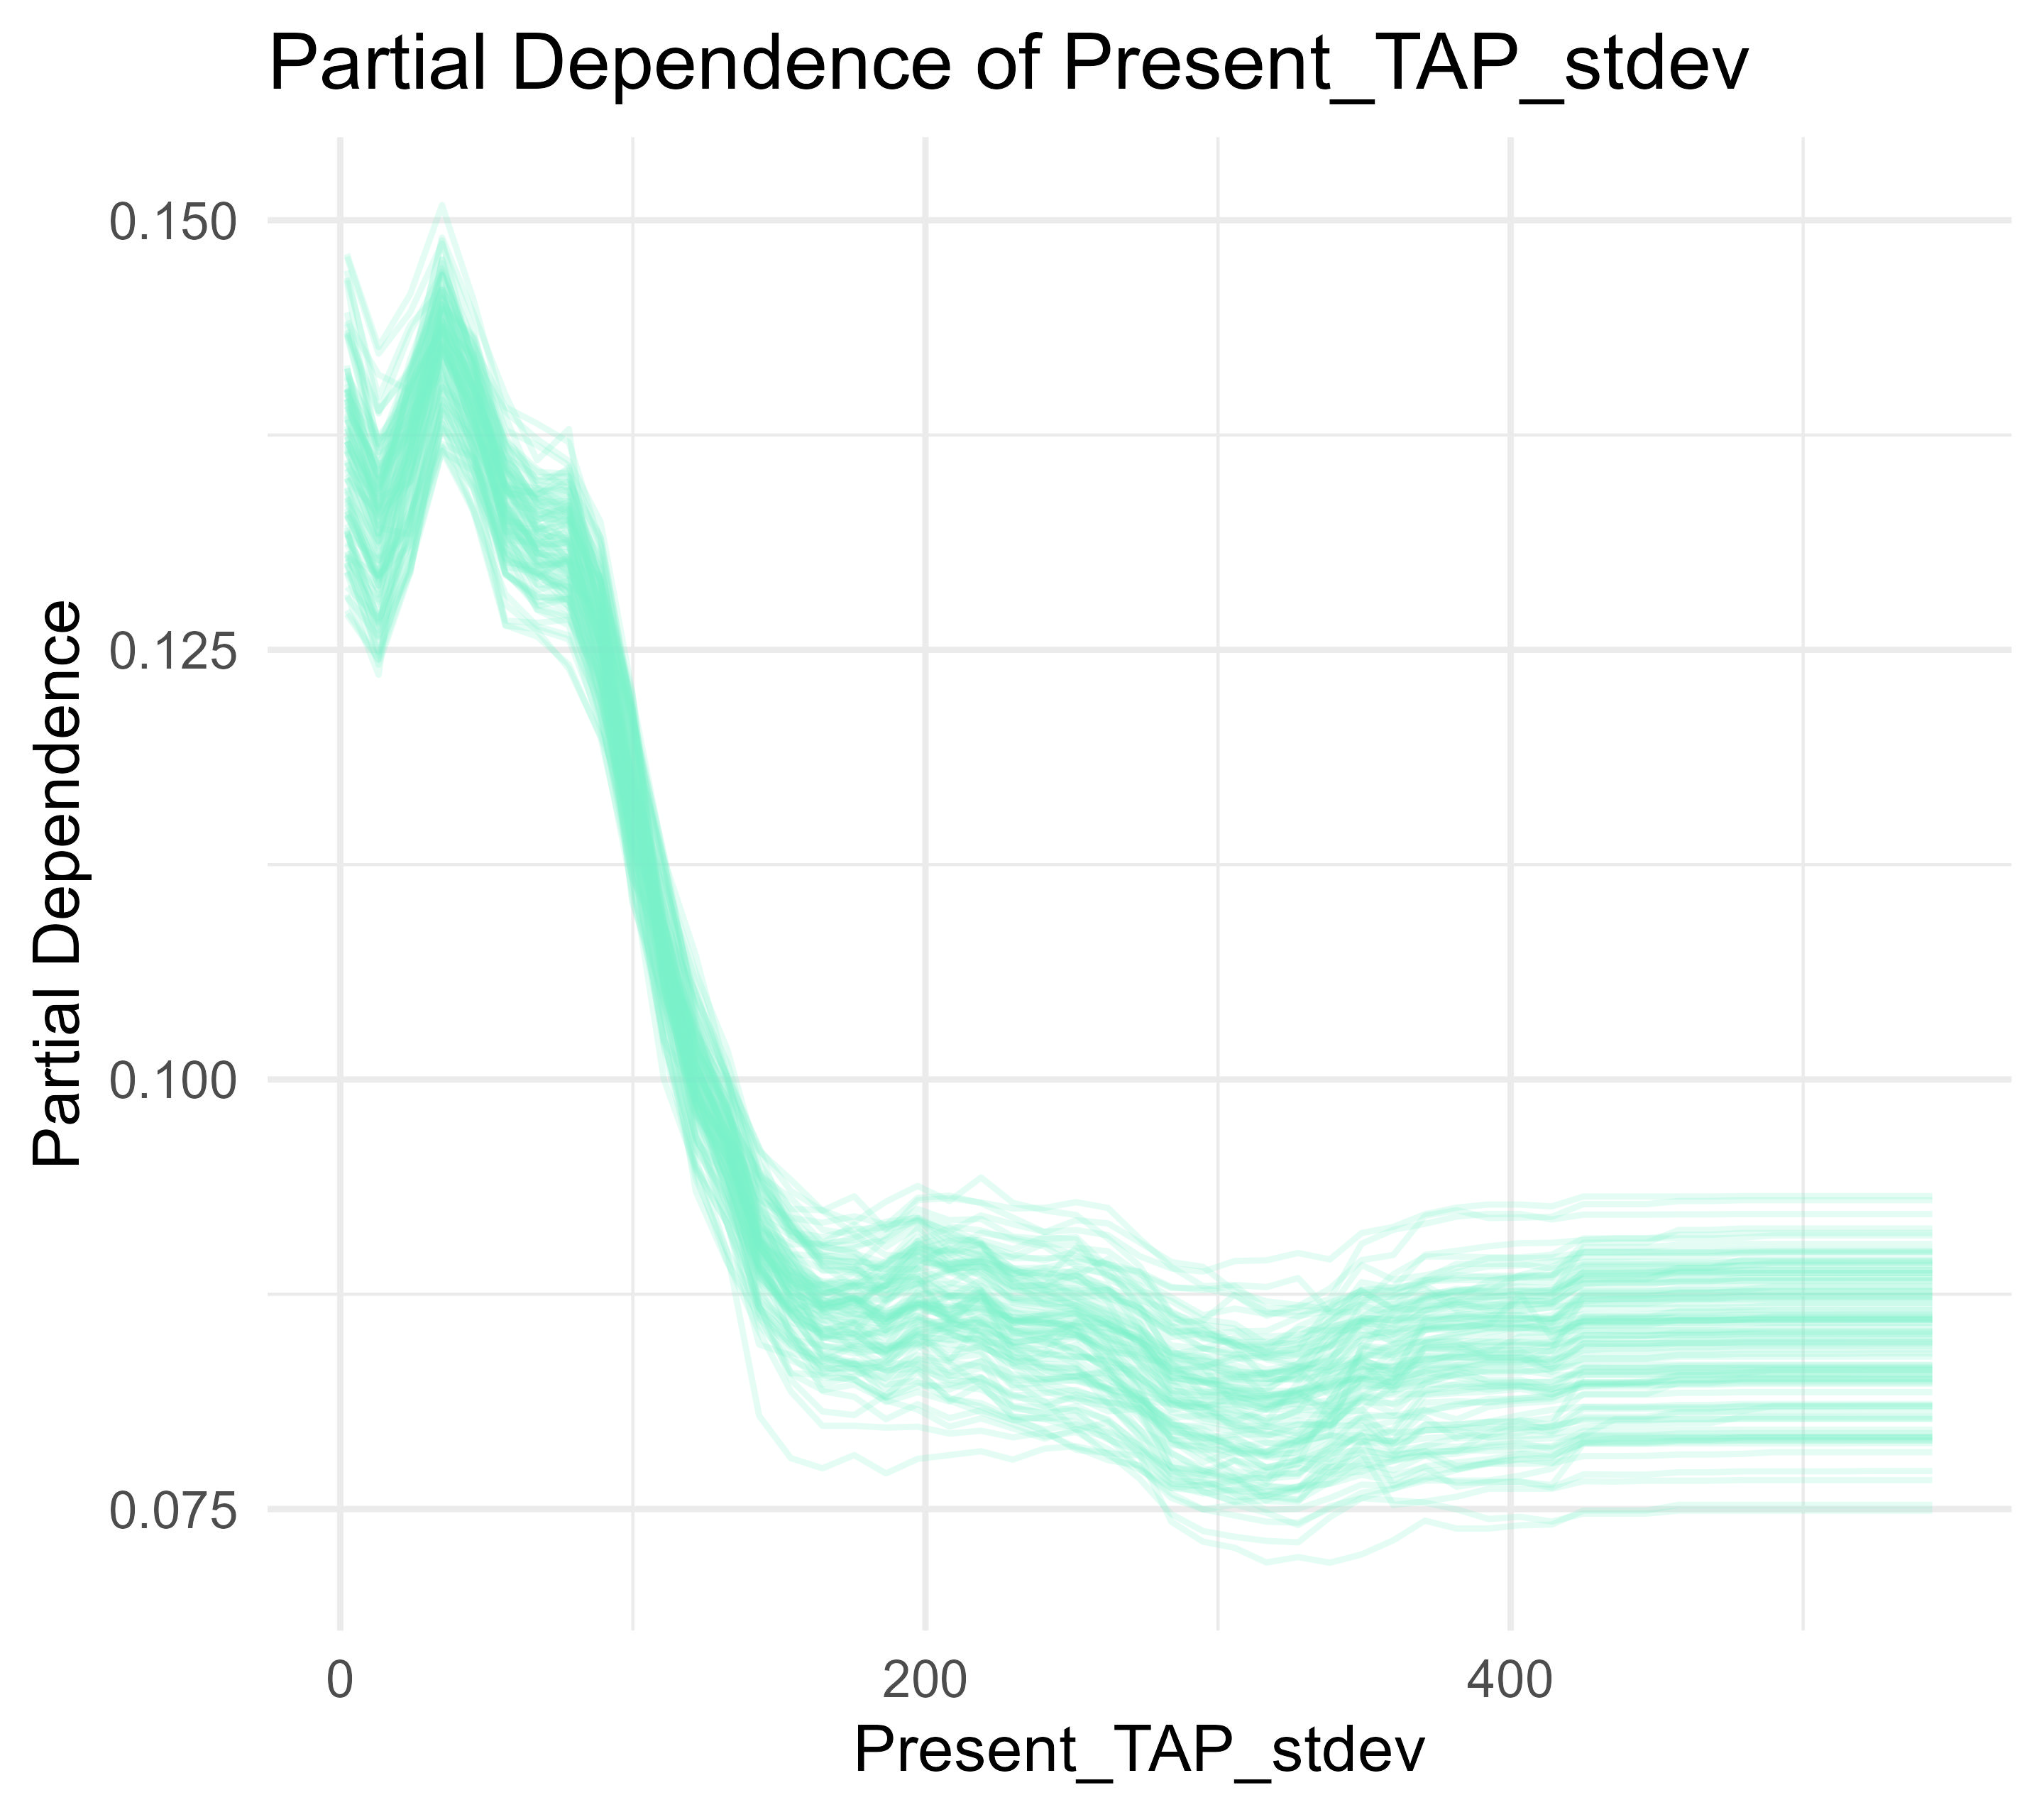 Partial Dependence of Present_TAP_stdev
Partial Dependence
0.150
0.125
0.100
0.075
0
200
400
Present_TAP_stdev